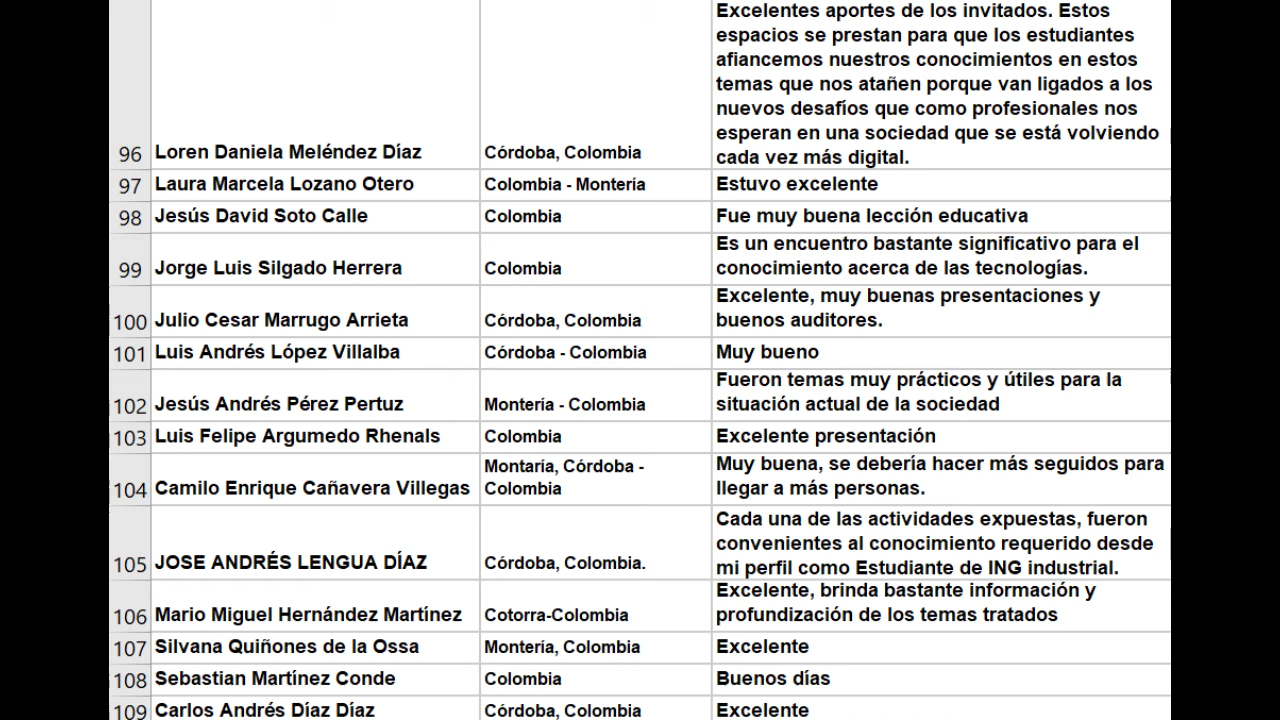 Excelentes aportes de los invitados. Estos
espacios se prestan para que los estudiantes
afiancemos nuestros conocimientos en estos
temas que nos atañen porque van ligados a los
nuevos desafíos que como profesionales nos
esperan en una sociedad que se está volviendo
96 Loren Daniela Meléndez Díaz Córdoba, Colombia cada vez más digital.
97 Laura Marcela Lozano Otero Colombia - Montería Estuvo excelente
98 Jesús David Soto Calle Colombia Fue muy buena lección educativa
Es un encuentro bastante significativo para el
99 Jorge Luis Silgado Herrera Colombia conocimiento acerca de las tecnologías.
Excelente, muy buenas presentaciones y
100 Julio Cesar Marrugo Arrieta Córdoba, Colombia buenos auditores.
101 Luis Andrés López Villalba Córdoba - Colombia Muy bueno
Fueron temas muy prácticos y útiles para la
102 Jesús Andrés Pérez Pertuz Montería - Colombia situación actual de la sociedad
103 Luis Felipe Argumedo Rhenals Colombia Excelente presentación
Montaría, Córdoba - Muy buena, se debería hacer más seguidos para
104 Camilo Enrique Cañavera Villegas Colombia llegar a más personas.
Cada una de las actividades expuestas, fueron
convenientes al conocimiento requerido desde
105 JOSE ANDRÉS LENGUA DÍAZ Córdoba, Colombia. mi perfil como Estudiante de ING industrial.
Excelente, brinda bastante información y
106 Mario Miguel Hernández Martínez Cotorra-Colombia profundización de los temas tratados
107 Silvana Quiñones de la Ossa Montería, Colombia Excelente
108 Sebastian Martínez Conde Colombia Buenos días
109 Carlos Andrés Díaz Díaz Córdoba, Colombia Excelente